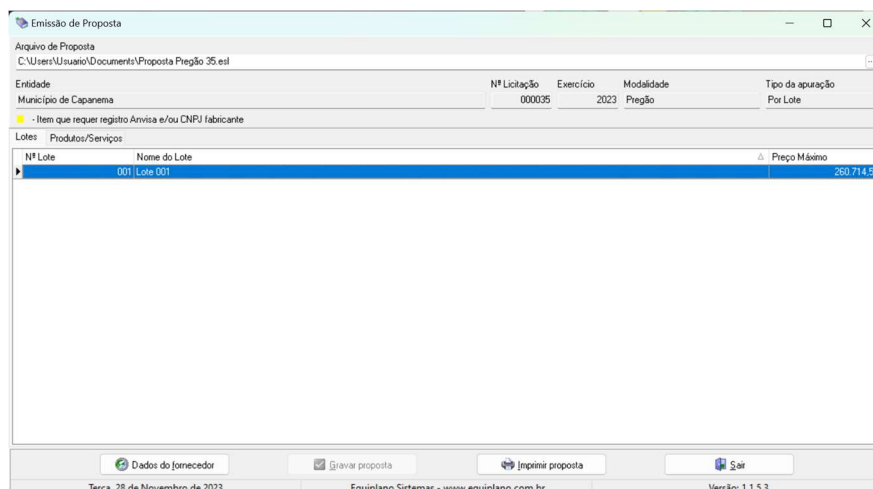 Emissão de Proposta
Arquivo de Proposta
C:\Users\Usuario\Documents\Proposta Pregão 35.esl
Entidade Nº Licitação Exercício Modalidade Tipo da apuração
Município de Capanema 000035 2023 Pregão Por Lote
- Item que requer registro Anvisa e/ou CNPJ fabricante
Lotes Produtos/Serviços
Nº Lote Nome do Lote Preço Máximo
001 Lote 001 260.714,5
Dados do fornecedor Gravar proposta Imprimir proposta Sair
Terça, 28 de Novembro de 2023 Equiplano Sistemas - www.equiplano.com.br Versão: 1.1.5.3